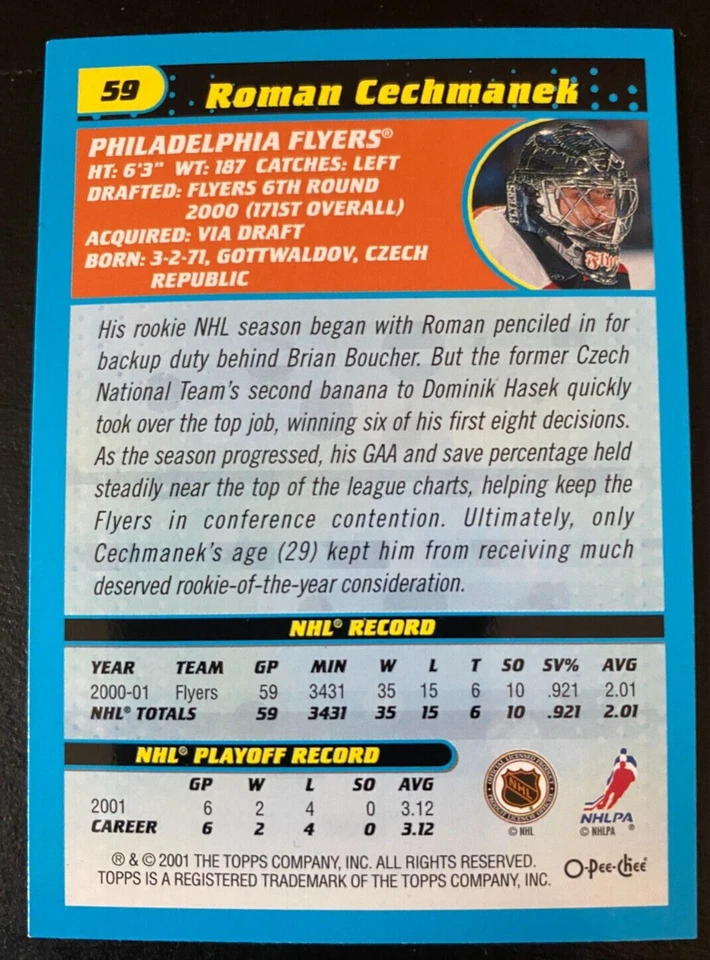 59 Roman Cechmanek
PHILADELPHIA FLYERS®
HT: 6'3" WT: 187 CATCHES: LEFT
DRAFTED: FLYERS 6TH ROUND
2000 (171ST OVERALL)
ACQUIRED: VIA DRAFT
BORN: 3-2-71, GOTTWALDOV, CZECH
REPUBLIC
FLYERS
His rookie NHL season began with Roman penciled in for
backup duty behind Brian Boucher. But the former Czech
National Team's second banana to Dominik Hasek quickly
took over the top job, winning six of his first eight decisions.
As the season progressed, his GAA and save percentage held
steadily near the top of the league charts, helping keep the
Flyers in conference contention. Ultimately, only
Cechmanek's age (29) kept him from receiving much
deserved rookie-of-the-year consideration.
NHL® RECORD
YEAR TEAM GP MIN W L T SO SV% AVG
2000-01 Flyers 59 3431 35 15 6 10 .921 2.01
NHL® TOTALS 59 3431 35 15 6 10 .921 2.01
NHL® PLAYOFF RECORD
GP W L SO AVG
2001 6 2 4 0 3.12
CAREER 6 2 4 0 3.12
NHL
© NHL
NHLPA ®
© NHLPA
® & © 2001 THE TOPPS COMPANY, INC. ALL RIGHTS RESERVED.
TOPPS IS A REGISTERED TRADEMARK OF THE TOPPS COMPANY, INC.
O-Pee-Chee®